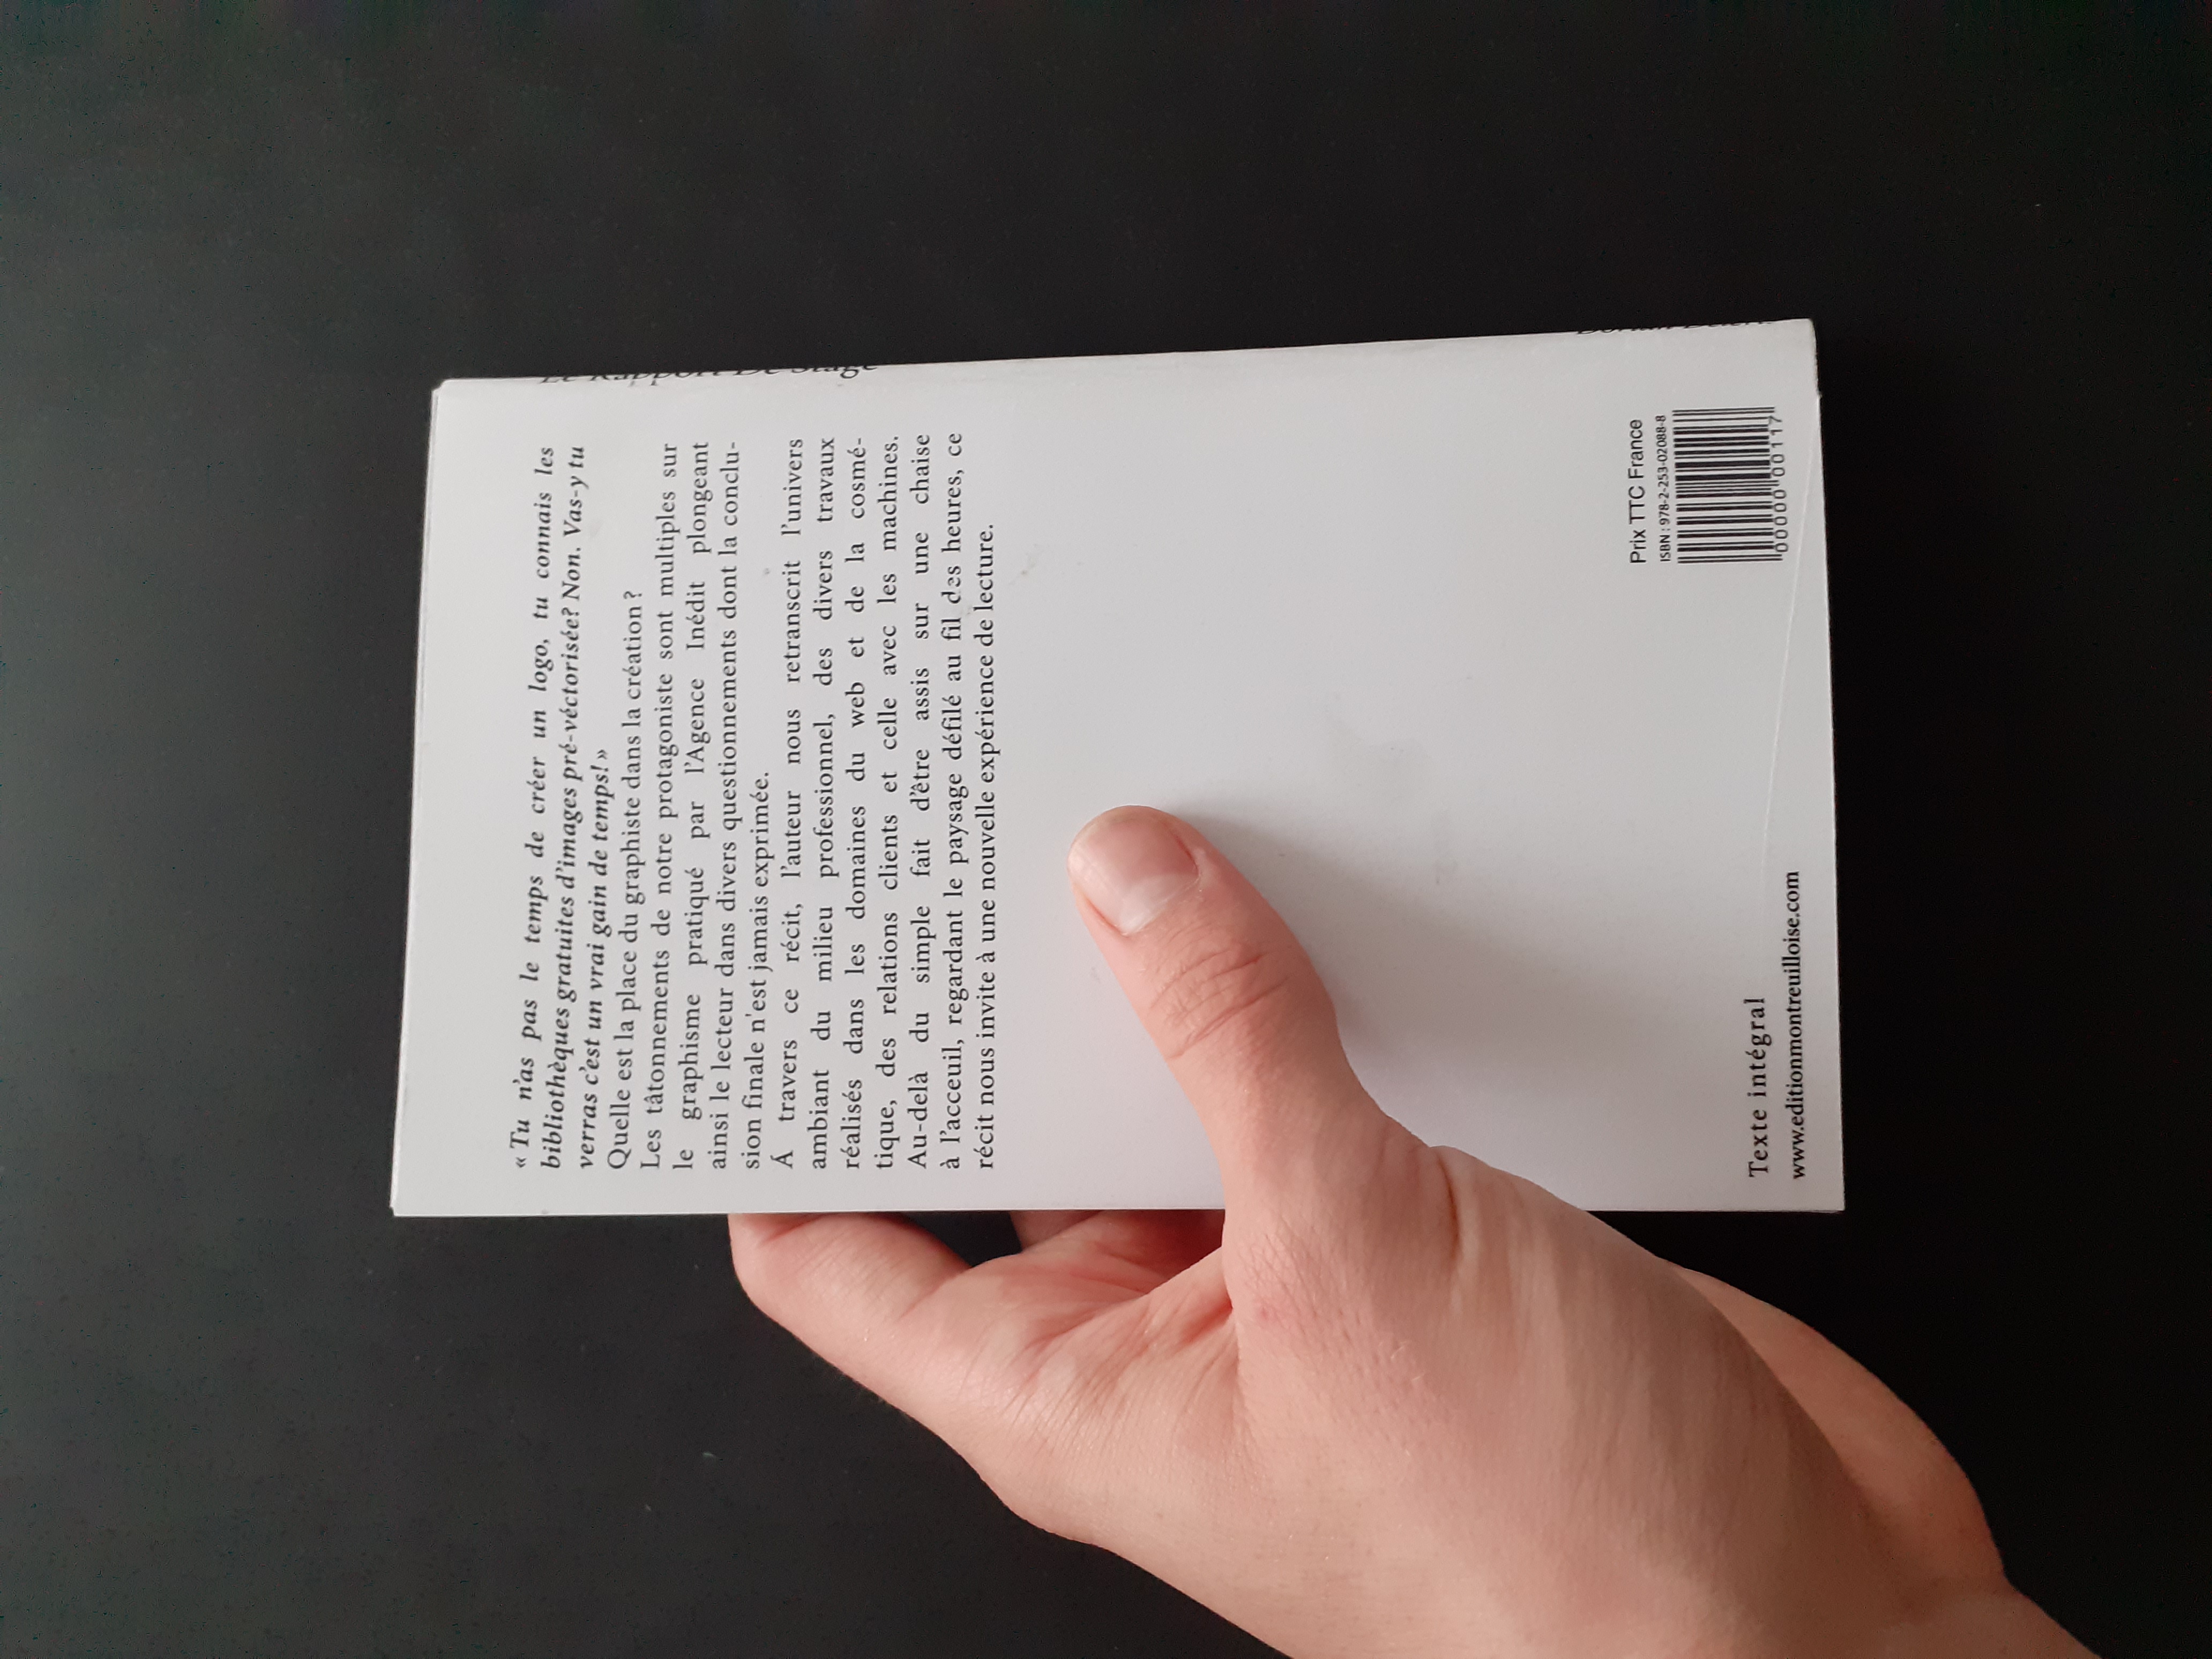 « Tu n'as pas le temps de créer un logo, tu connais les
bibliothèques gratuites d'images pré-véctorisée? Non. Vas-y tu
verras c'est un vrai gain de temps! »
Quelle est la place du graphiste dans la création ?
Les tâtonnements de notre protagoniste sont multiples sur
le graphisme pratiqué par l'Agence Inédit plongeant
ainsi le lecteur dans divers questionnements dont la conclu-
sion finale n'est jamais exprimée.
Á travers ce récit, l'auteur nous retranscrit l'univers
ambiant du milieu professionnel, des divers travaux
réalisés dans les domaines du web et de la cosmé-
tique, des relations clients et celle avec les machines.
Au-delà du simple fait d'être assis sur une chaise
à l'acceuil, regardant le paysage défilé au fil des heures, ce
récit nous invite à une nouvelle expérience de lecture.
Prix TTC France
ISBN : 978-2-253-02088-8
00000 00117
Texte intégral
www.editionmontreuilloise.com